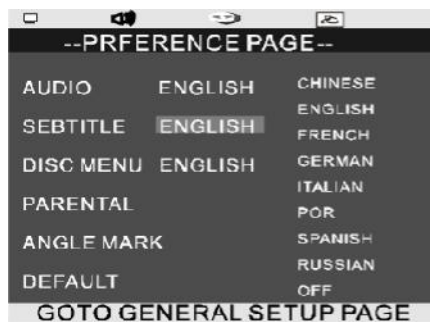 --PRFERENCE PAGE--
AUDIO ENGLISH
SEBTITLE ENGLISH
DISC MENU ENGLISH
PARENTAL
ANGLE MARK
DEFAULT
CHINESE
ENGLISH
FRENCH
GERMAN
ITALIAN
POR
SPANISH
RUSSIAN
OFF
GOTO GENERAL SETUP PAGE